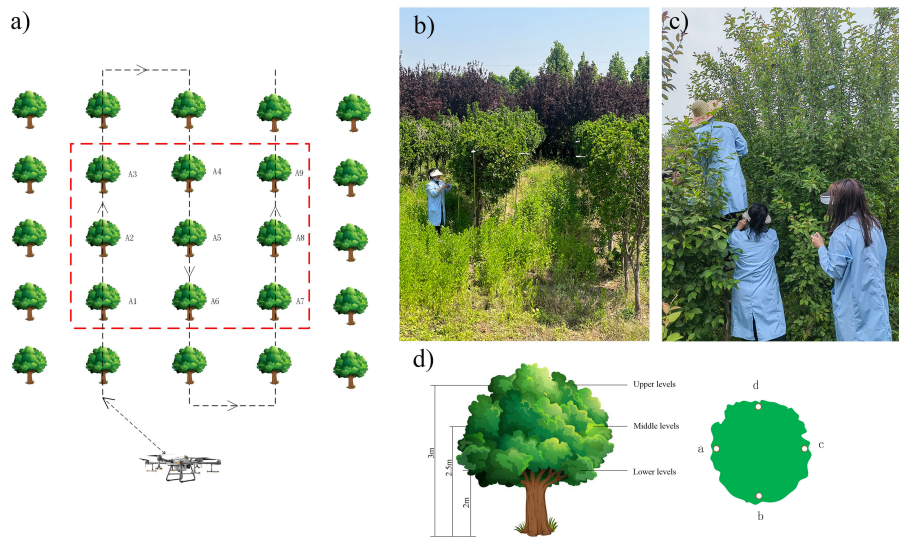 a)
A3
A4
A9
A2
A5
A8
A1
A6
A7
b)
c)
d)
Upper levels
Middle levels
Lower levels
3m
2.5m
2m
d
a
c
b